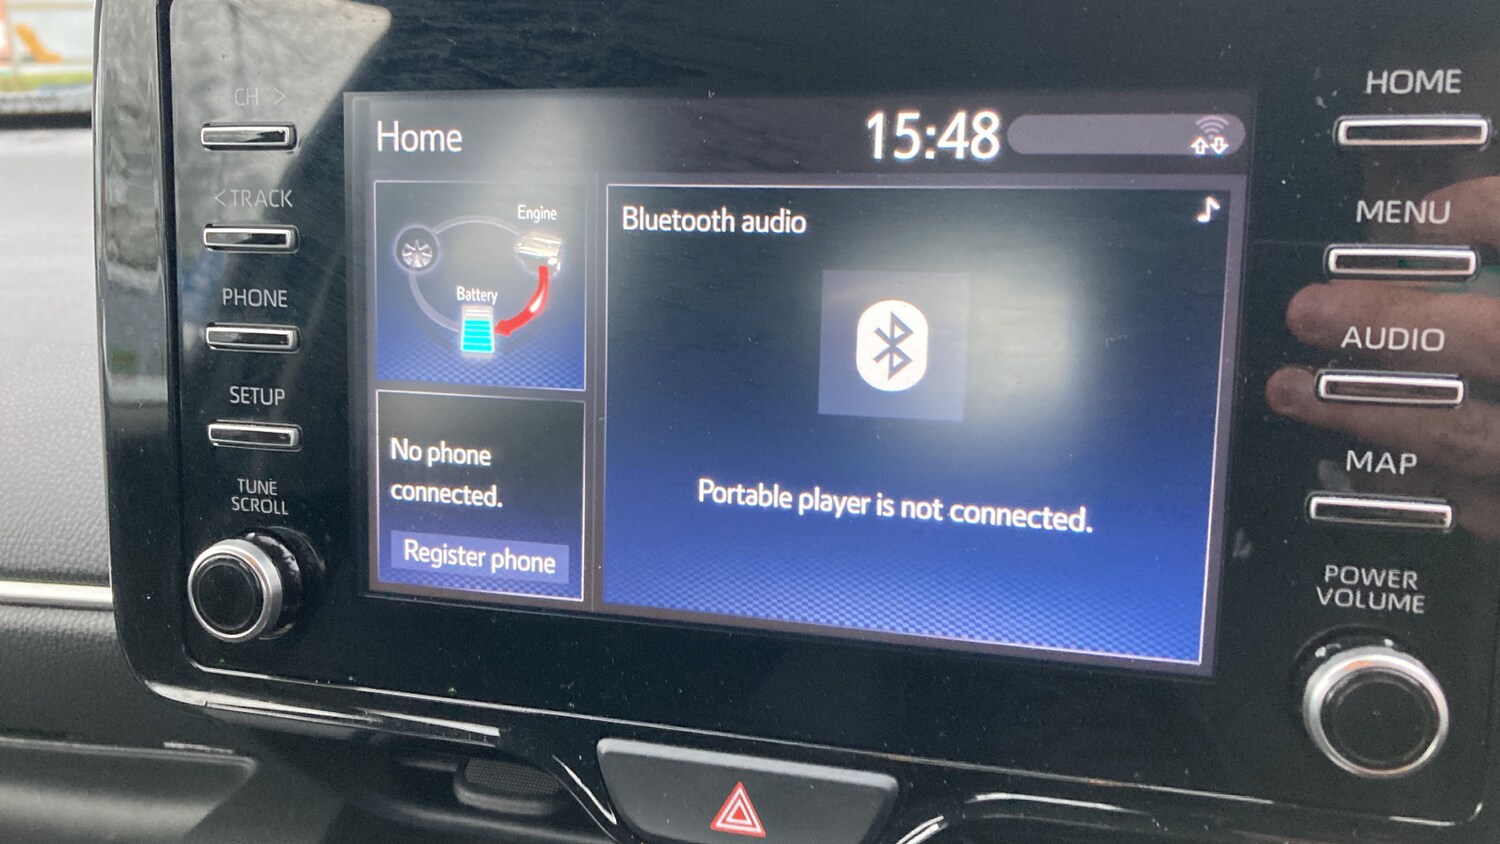 CH >
< TRACK
PHONE
SETUP
TUNE
SCROLL
Home
15:48
Engine
Battery
No phone
connected.
Register phone
Bluetooth audio
Portable player is not connected.
HOME
MENU
AUDIO
MAP
POWER
VOLUME